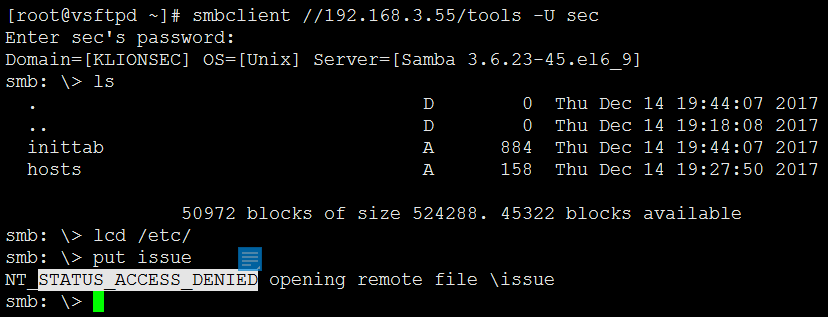 [root@vsftpd ~]# smbclient //192.168.3.55/tools -U sec
Enter sec's password:
Domain=[KLIONSEC] OS=[Unix] Server=[Samba 3.6.23-45.el6_9]
smb: \> ls
  .                                   D        0  Thu Dec 14 19:44:07 2017
  ..                                  D        0  Thu Dec 14 19:18:08 2017
  inittab                             A      884  Thu Dec 14 19:44:07 2017
  hosts                               A      158  Thu Dec 14 19:27:50 2017

                50972 blocks of size 524288. 45322 blocks available
smb: \> lcd /etc/
smb: \> put issue
NT_STATUS_ACCESS_DENIED opening remote file \issue
smb: \>